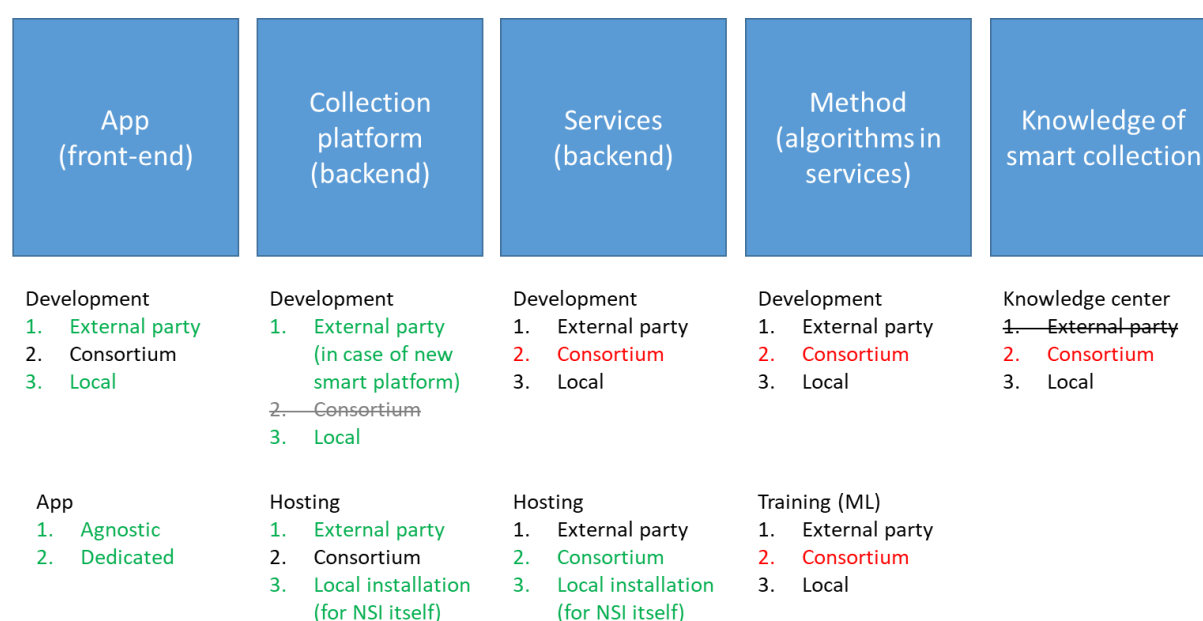 App
(front-end)
Collection
platform
(backend)
Services
(backend)
Method
(algorithms in
services)
Knowledge of
smart collection
Development
1. External party
2. Consortium
3. Local
Development
1. External party
(in case of new
smart platform)
2. Consortium
3. Local
Development
1. External party
2. Consortium
3. Local
Development
1. External party
2. Consortium
3. Local
Knowledge center
1. External party
2. Consortium
3. Local
App
1. Agnostic
2. Dedicated
Hosting
1. External party
2. Consortium
3. Local installation
(for NSI itself)
Hosting
1. External party
2. Consortium
3. Local installation
(for NSI itself)
Training (ML)
1. External party
2. Consortium
3. Local